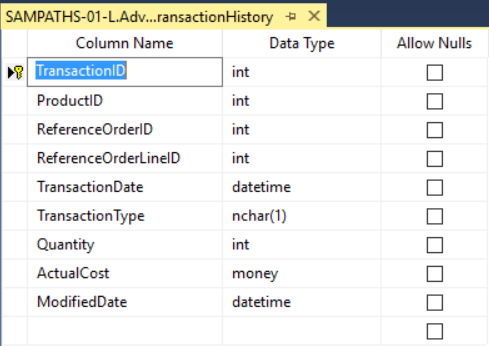 SAMPATHS-01-L.Adv...ransactionHistory
Column Name Data Type Allow Nulls
TransactionID int
ProductID int
ReferenceOrderID int
ReferenceOrderLineID int
TransactionDate datetime
TransactionType nchar(1)
Quantity int
ActualCost money
ModifiedDate datetime